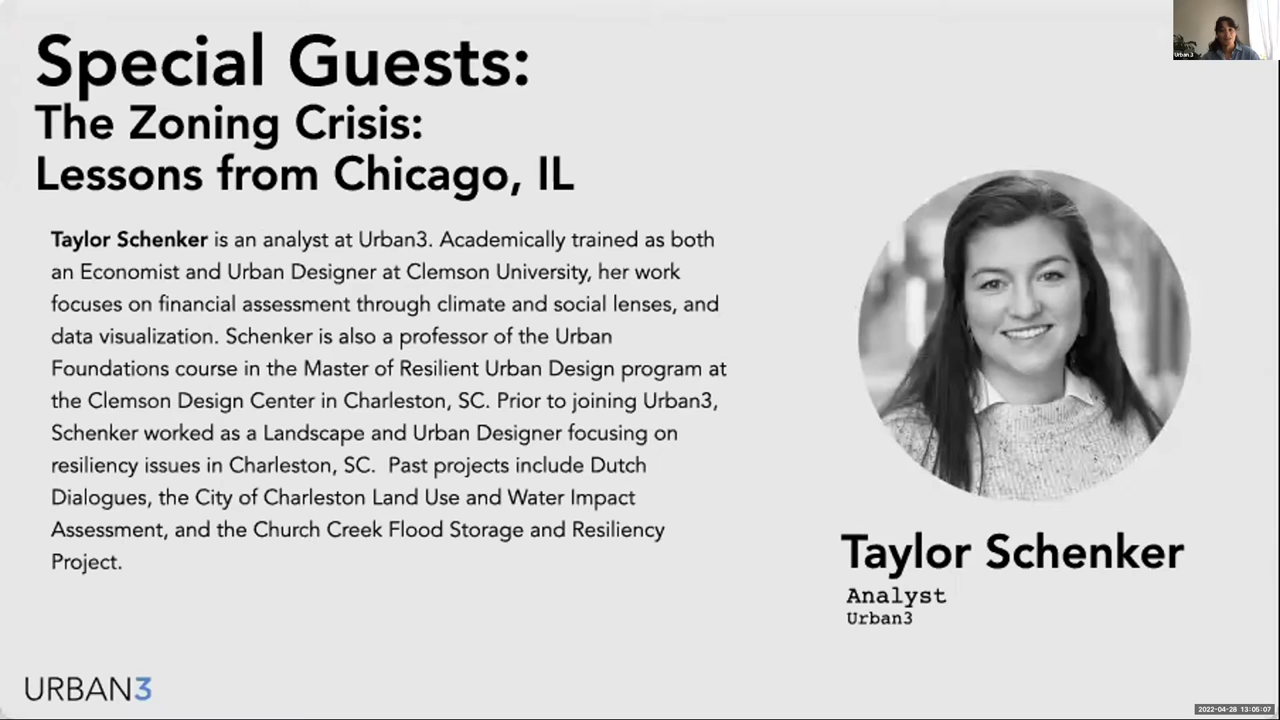 Special Guests:
The Zoning Crisis:
Lessons from Chicago, IL
Taylor Schenker is an analyst at Urban3. Academically trained as both
an Economist and Urban Designer at Clemson University, her work
focuses on financial assessment through climate and social lenses, and
data visualization. Schenker is also a professor of the Urban
Foundations course in the Master of Resilient Urban Design program at
the Clemson Design Center in Charleston, SC. Prior to joining Urban3,
Schenker worked as a Landscape and Urban Designer focusing on
resiliency issues in Charleston, SC.  Past projects include Dutch
Dialogues, the City of Charleston Land Use and Water Impact
Assessment, and the Church Creek Flood Storage and Resiliency
Project.
Taylor Schenker
Analyst
Urban3
URBAN3
Urban 3
2022-04-28 13:05:07